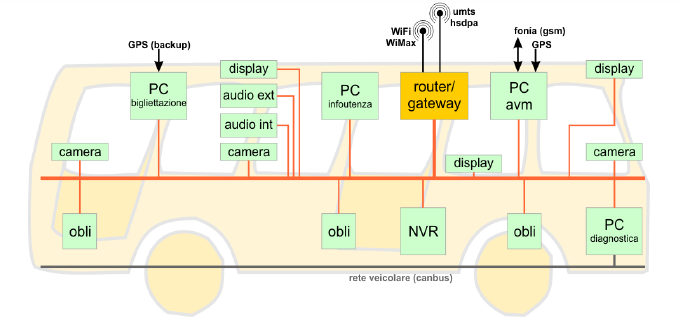 umts
hsdpa
WiFi
WiMax
fonia (gsm)
GPS
GPS (backup)
display
display
PC
bigliettazione
audio ext
PC
infoutenza
router/
gateway
PC
avm
audio int
camera
camera
display
camera
obli
obli
NVR
obli
PC
diagnostica
rete veicolare (canbus)